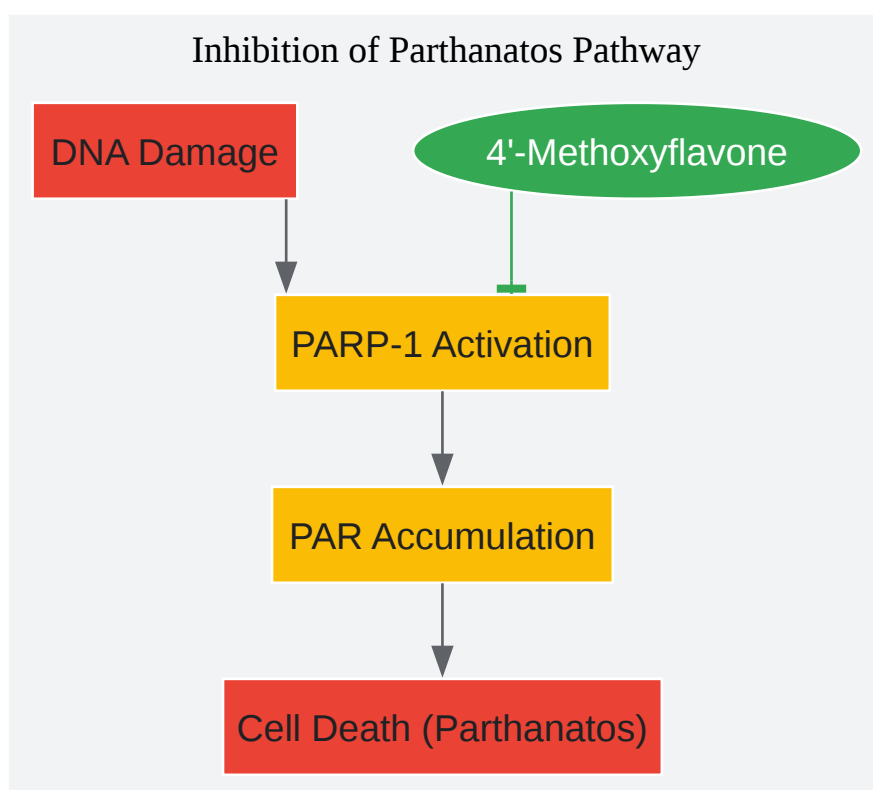 Inhibition of Parthanatos Pathway
DNA Damage
4'-Methoxyflavone
PARP-1 Activation
PAR Accumulation
Cell Death (Parthanatos)